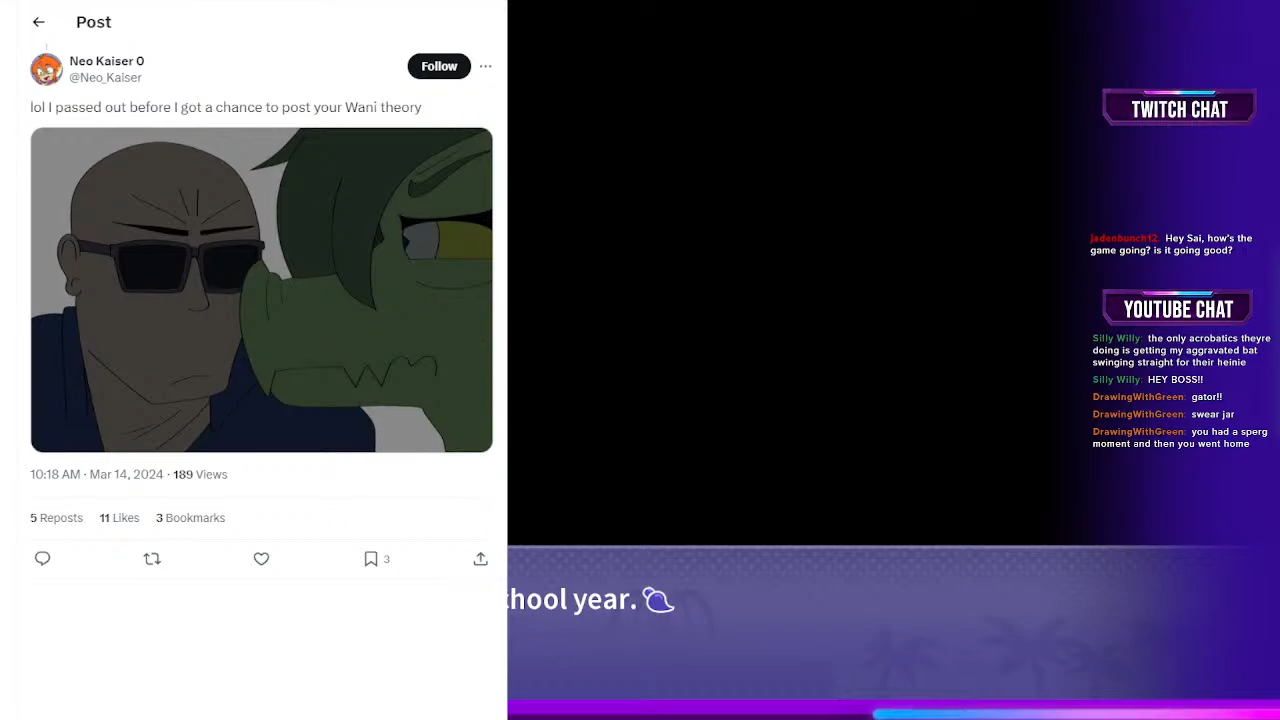 Post
Neo Kaiser 0
@Neo_Kaiser
Follow
lol I passed out before I got a chance to post your Wani theory
10:18 AM · Mar 14, 2024 · 189 Views
5 Reposts 11 Likes 3 Bookmarks
3
chool year.
TWITCH CHAT
Jadenbunch12: Hey Sai, how's the
game going? is it going good?
YOUTUBE CHAT
Silly Willy: the only acrobatics theyre
doing is getting my aggravated bat
swinging straight for their heinie
Silly Willy: HEY BOSS!!
DrawingWithGreen: gator!!
DrawingWithGreen: swear jar
DrawingWithGreen: you had a sperg
moment and then you went home